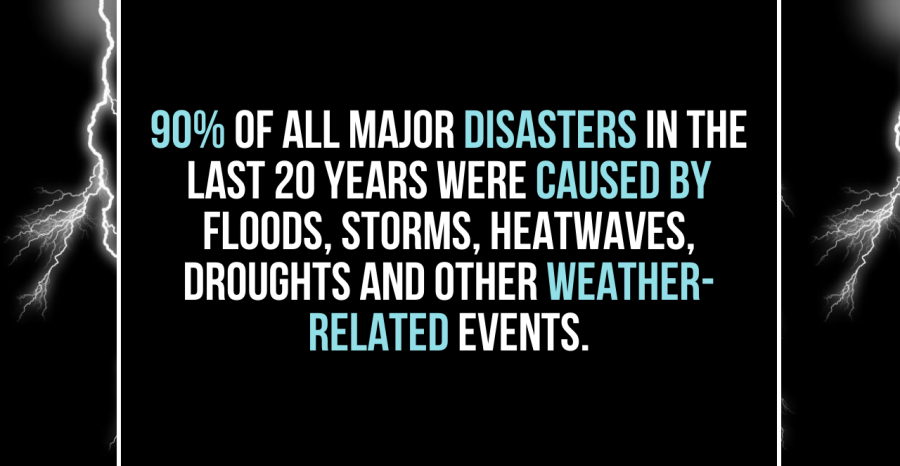 90% OF ALL MAJOR DISASTERS IN THE
LAST 20 YEARS WERE CAUSED BY
FLOODS, STORMS, HEATWAVES,
DROUGHTS AND OTHER WEATHER-
RELATED EVENTS.